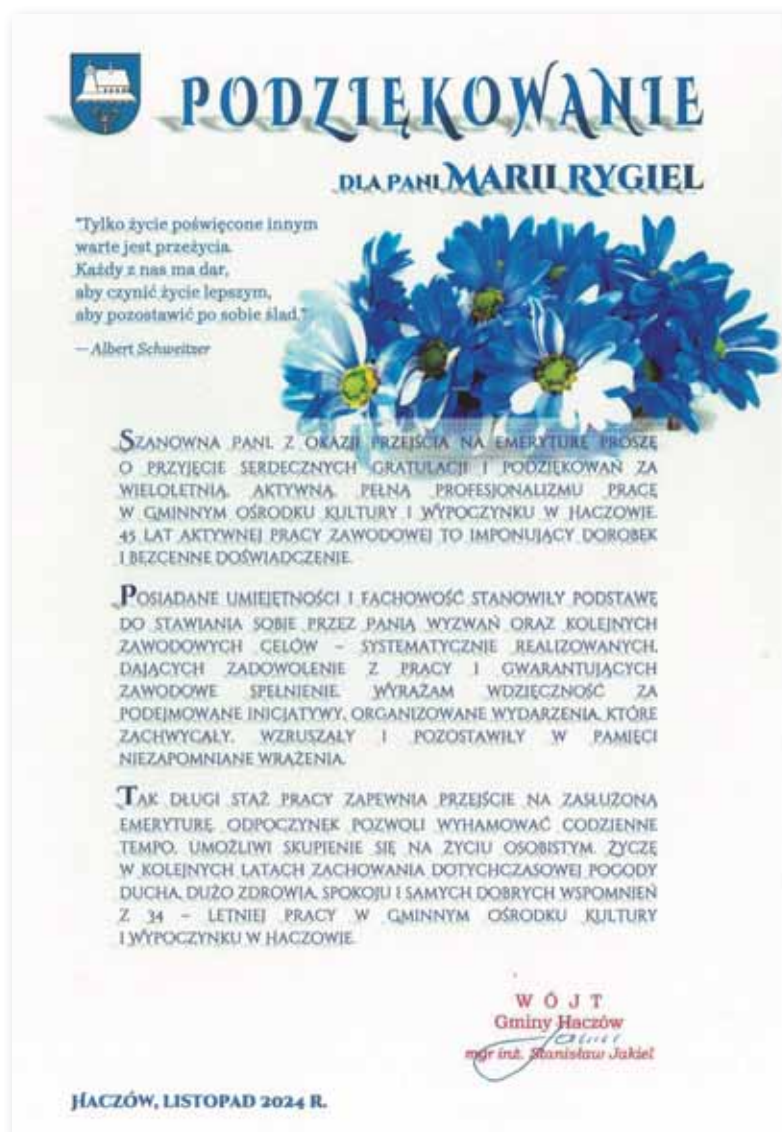 PODZIĘKOWANIE
DLA PANI MARII RYGIEL
"Tylko życie poświęcone innym
warte jest przeżycia.
Każdy z nas ma dar,
aby czynić życie lepszym,
aby pozostawić po sobie ślad."
— Albert Schweitzer
SZANOWNA PANI, Z OKAZJI PRZEJŚCIA NA EMERYTURĘ PROSZĘ
O PRZYJĘCIE SERDECZNYCH GRATULACJI I PODZIĘKOWAŃ ZA
WIELOLETNIĄ, AKTYWNĄ, PEŁNĄ PROFESJONALIZMU PRACĘ
W GMINNYM OŚRODKU KULTURY I WYPOCZYNKU W HACZOWIE.
45 LAT AKTYWNEJ PRACY ZAWODOWEJ TO IMPONUJĄCY DOROBEK
I BEZCENNE DOŚWIADCZENIE.
POSIADANE UMIEJĘTNOŚCI I FACHOWOŚĆ STANOWIŁY PODSTAWĘ
DO STAWIANIA SOBIE PRZEZ PANIĄ WYZWAŃ ORAZ KOLEJNYCH
ZAWODOWYCH CELÓW – SYSTEMATYCZNIE REALIZOWANYCH,
DAJĄCYCH ZADOWOLENIE Z PRACY I GWARANTUJĄCYCH
ZAWODOWE SPEŁNIENIE. WYRAŻAM WDZIĘCZNOŚĆ ZA
PODEJMOWANE INICJATYWY, ORGANIZOWANE WYDARZENIA, KTÓRE
ZACHWYCAŁY, WZRUSZAŁY I POZOSTAWIŁY W PAMIĘCI
NIEZAPOMNIANE WRAŻENIA.
TAK DŁUGI STAŻ PRACY ZAPEWNIA PRZEJŚCIE NA ZASŁUŻONĄ
EMERYTURĘ. ODPOCZYNEK POZWOLI WYHAMOWAĆ CODZIENNE
TEMPO, UMOŻLIWI SKUPIENIE SIĘ NA ŻYCIU OSOBISTYM. ŻYCZĘ
W KOLEJNYCH LATACH ZACHOWANIA DOTYCHCZASOWEJ POGODY
DUCHA, DUŻO ZDROWIA, SPOKOJU I SAMYCH DOBRYCH WSPOMNIEŃ
Z 34 – LETNIEJ PRACY W GMINNYM OŚRODKU KULTURY
I WYPOCZYNKU W HACZOWIE.
WÓJT
Gminy Haczów
mgr inż. Stanisław Jakiel
HACZÓW, LISTOPAD 2024 R.